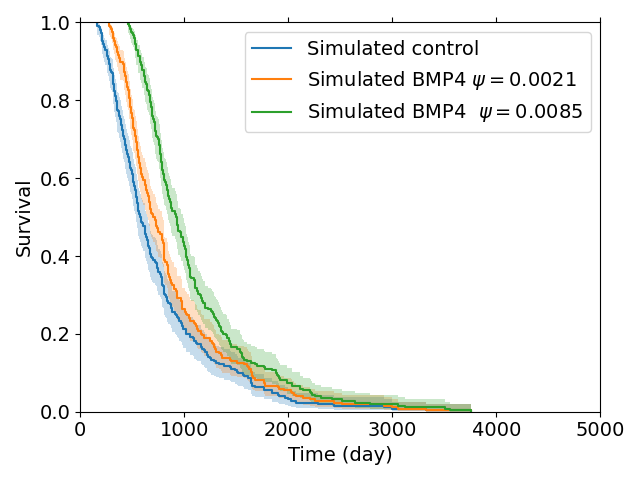 1.0
0.8
0.6
0.4
0.2
0.0
Survival
Simulated control
Simulated BMP4 ψ = 0.0021
Simulated BMP4  ψ = 0.0085
0 1000 2000 3000 4000 5000
Time (day)